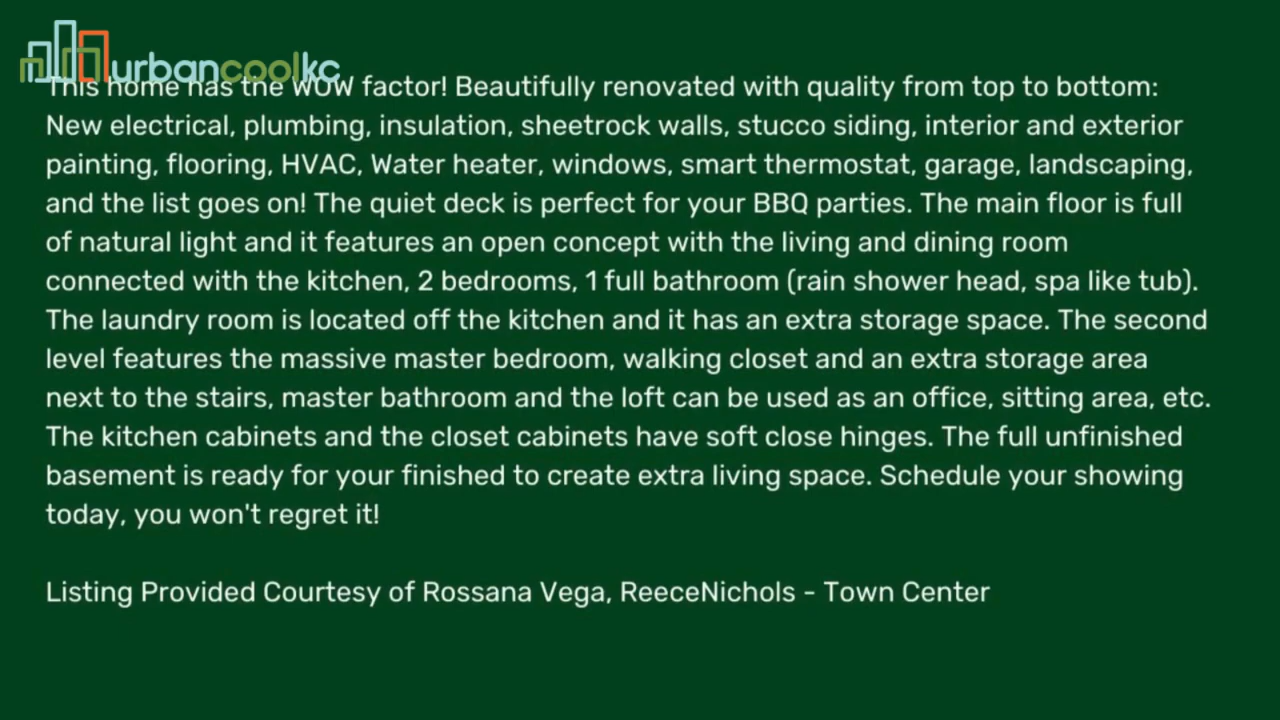 urbancoolkc
This home has the WOW factor! Beautifully renovated with quality from top to bottom:
New electrical, plumbing, insulation, sheetrock walls, stucco siding, interior and exterior
painting, flooring, HVAC, Water heater, windows, smart thermostat, garage, landscaping,
and the list goes on! The quiet deck is perfect for your BBQ parties. The main floor is full
of natural light and it features an open concept with the living and dining room
connected with the kitchen, 2 bedrooms, 1 full bathroom (rain shower head, spa like tub).
The laundry room is located off the kitchen and it has an extra storage space. The second
level features the massive master bedroom, walking closet and an extra storage area
next to the stairs, master bathroom and the loft can be used as an office, sitting area, etc.
The kitchen cabinets and the closet cabinets have soft close hinges. The full unfinished
basement is ready for your finished to create extra living space. Schedule your showing
today, you won't regret it!
Listing Provided Courtesy of Rossana Vega, ReeceNichols - Town Center